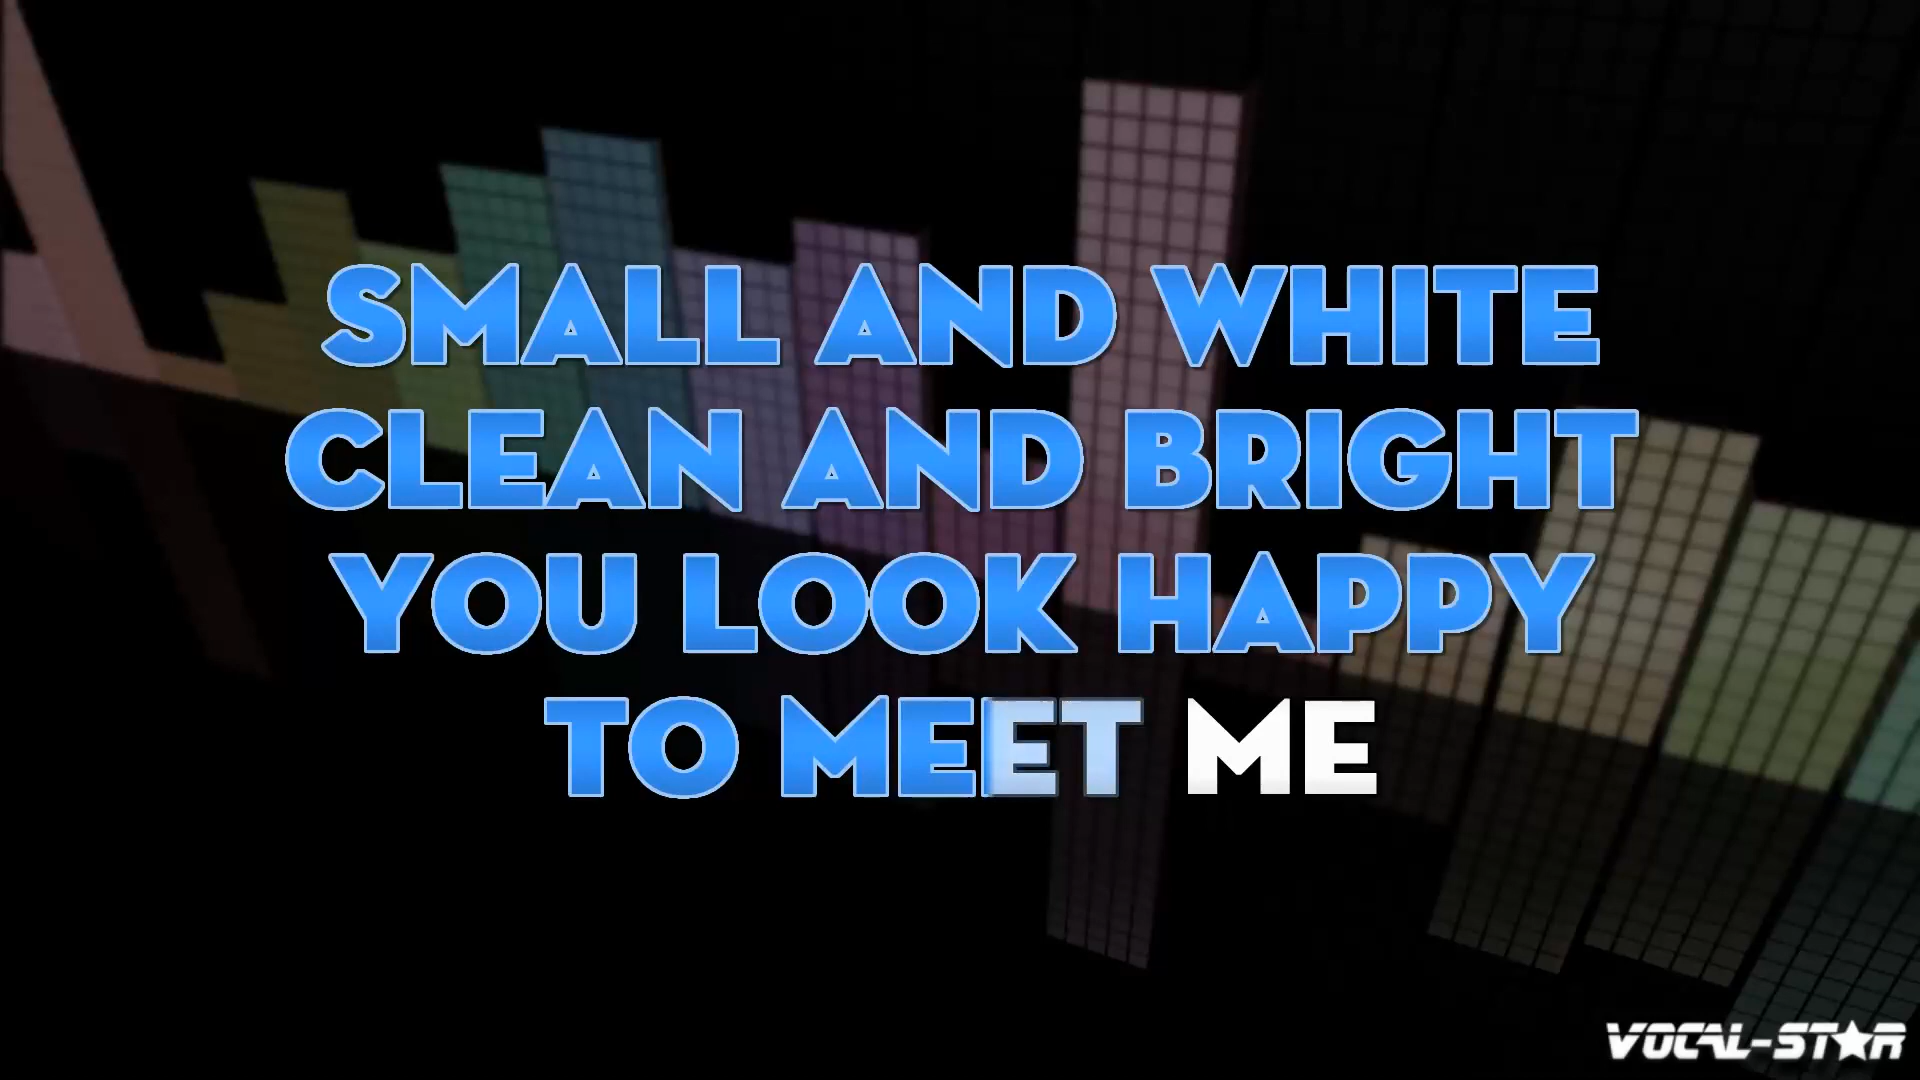 SMALL AND WHITE
CLEAN AND BRIGHT
YOU LOOK HAPPY
TO MEET ME
VOCAL-STAR